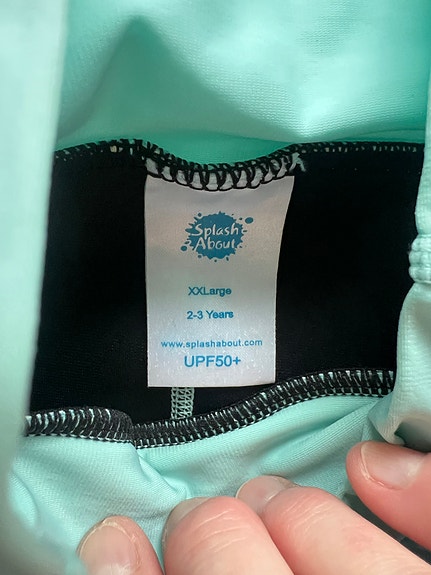 Splash
About
XXLarge
2-3 Years
www.splashabout.com
UPF50+